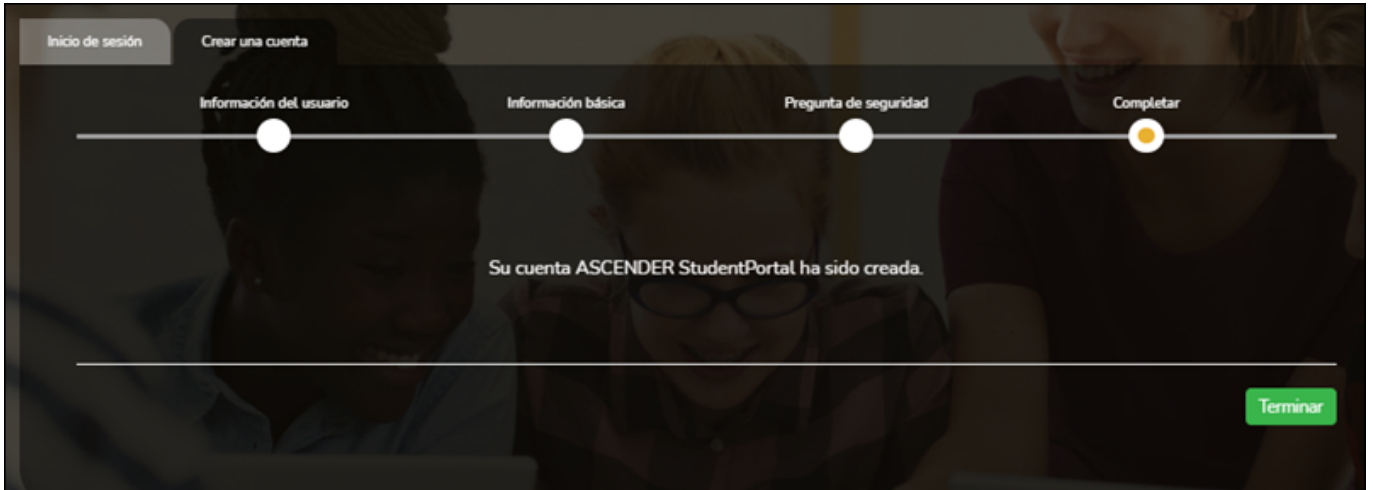 Inicio de sesión
Crear una cuenta
Información del usuario
Información básica
Pregunta de seguridad
Completar
Su cuenta ASCENDER StudentPortal ha sido creada.
Terminar